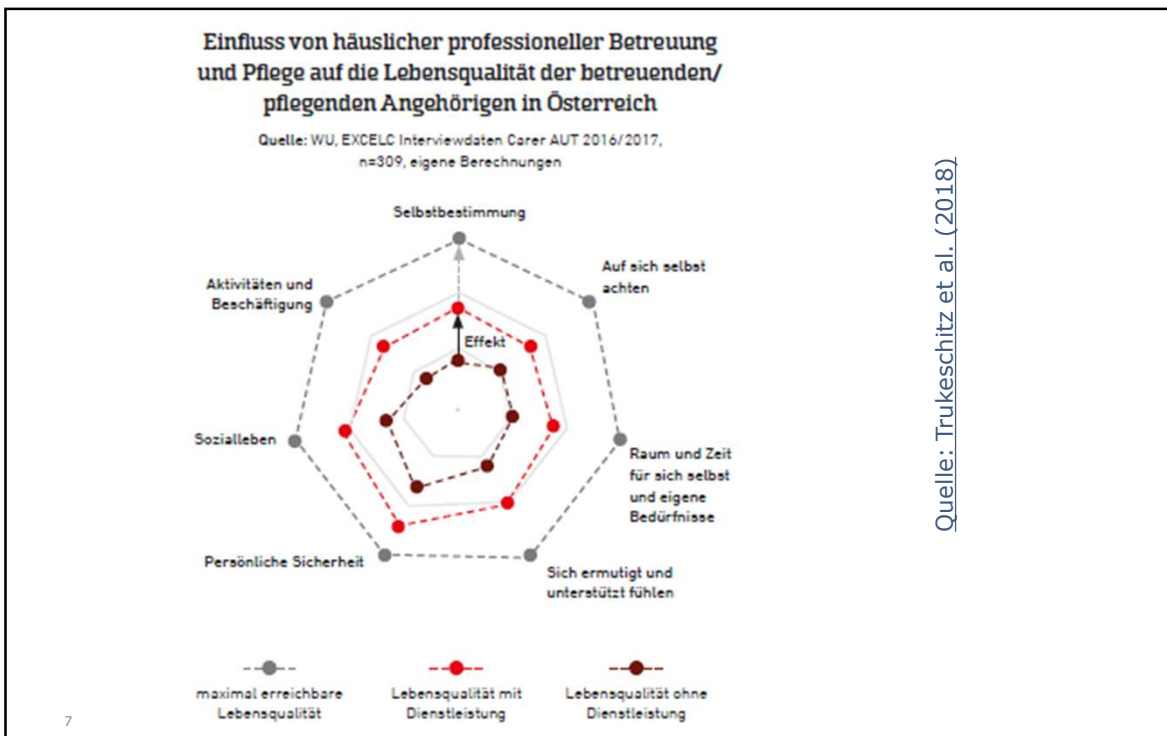 Einfluss von häuslicher professioneller Betreuung
und Pflege auf die Lebensqualität der betreuenden/
pflegenden Angehörigen in Österreich
Quelle: WU, EXCELC Interviewdaten Carer AUT 2016/2017,
n=309, eigene Berechnungen
Selbstbestimmung
Auf sich selbst
achten
Aktivitäten und
Beschäftigung
Effekt
Sozialleben
Raum und Zeit
für sich selbst
und eigene
Bedürfnisse
Persönliche Sicherheit
Sich ermutigt und
unterstützt fühlen
maximal erreichbare
Lebensqualität
Lebensqualität mit
Dienstleistung
Lebensqualität ohne
Dienstleistung
Quelle: Trukeschitz et al. (2018)
7